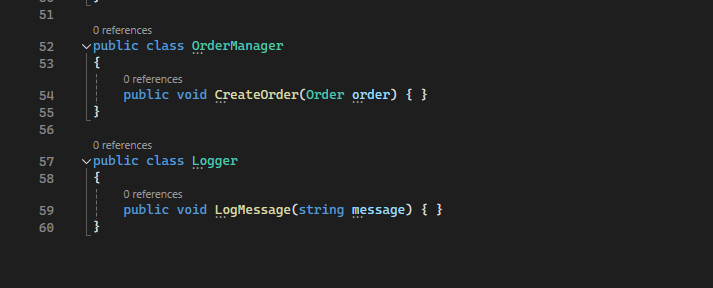 51
0 references
52 public class OrderManager
53 {
0 references
54 public void CreateOrder(Order order) { }
55 }
56
0 references
57 public class Logger
58 {
0 references
59 public void LogMessage(string message) { }
60 }